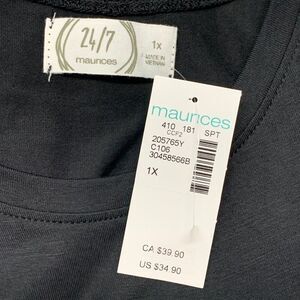 24/7
maurices
1X
MADE IN
VIETNAM
maurices
410 181 SPT
CCF2
205765Y
C106
30458566B
1X
CA $39.90
US $34.90